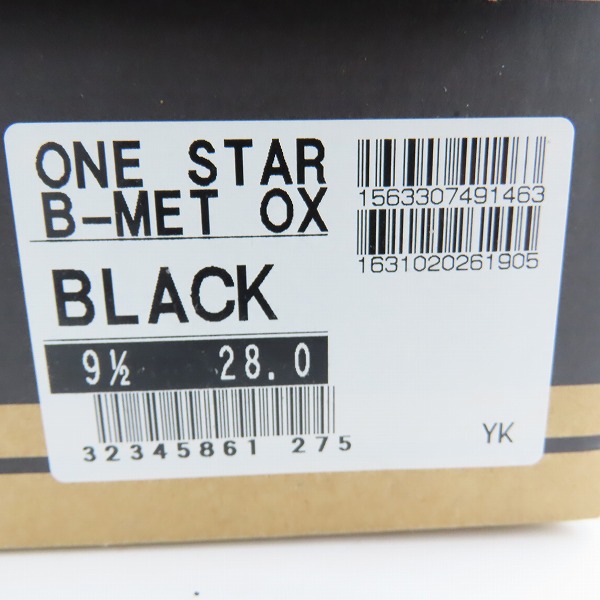 ONE STAR
B-MET OX
BLACK
9½ 28.0
32345861 275
1563307491463
1631020261905
YK